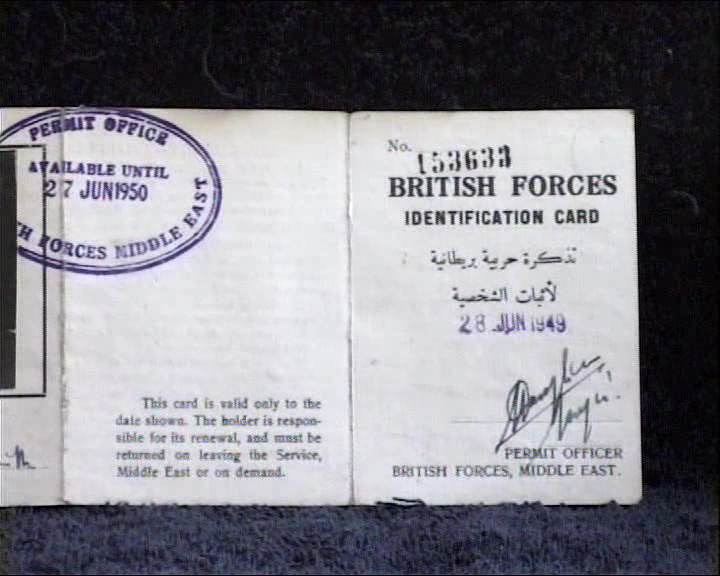 PERMIT OFFICE
AVAILABLE UNTIL
27 JUN 1950
H FORCES MIDDLE EAST
This card is valid only to the
date shown. The holder is respon-
sible for its renewal, and must be
returned on leaving the Service,
Middle East or on demand.
No.
153633
BRITISH FORCES
IDENTIFICATION CARD
تذكرة حربية بريطانية
لأثبات الشخصية
28 JUN 1949
PERMIT OFFICER
BRITISH FORCES, MIDDLE EAST.